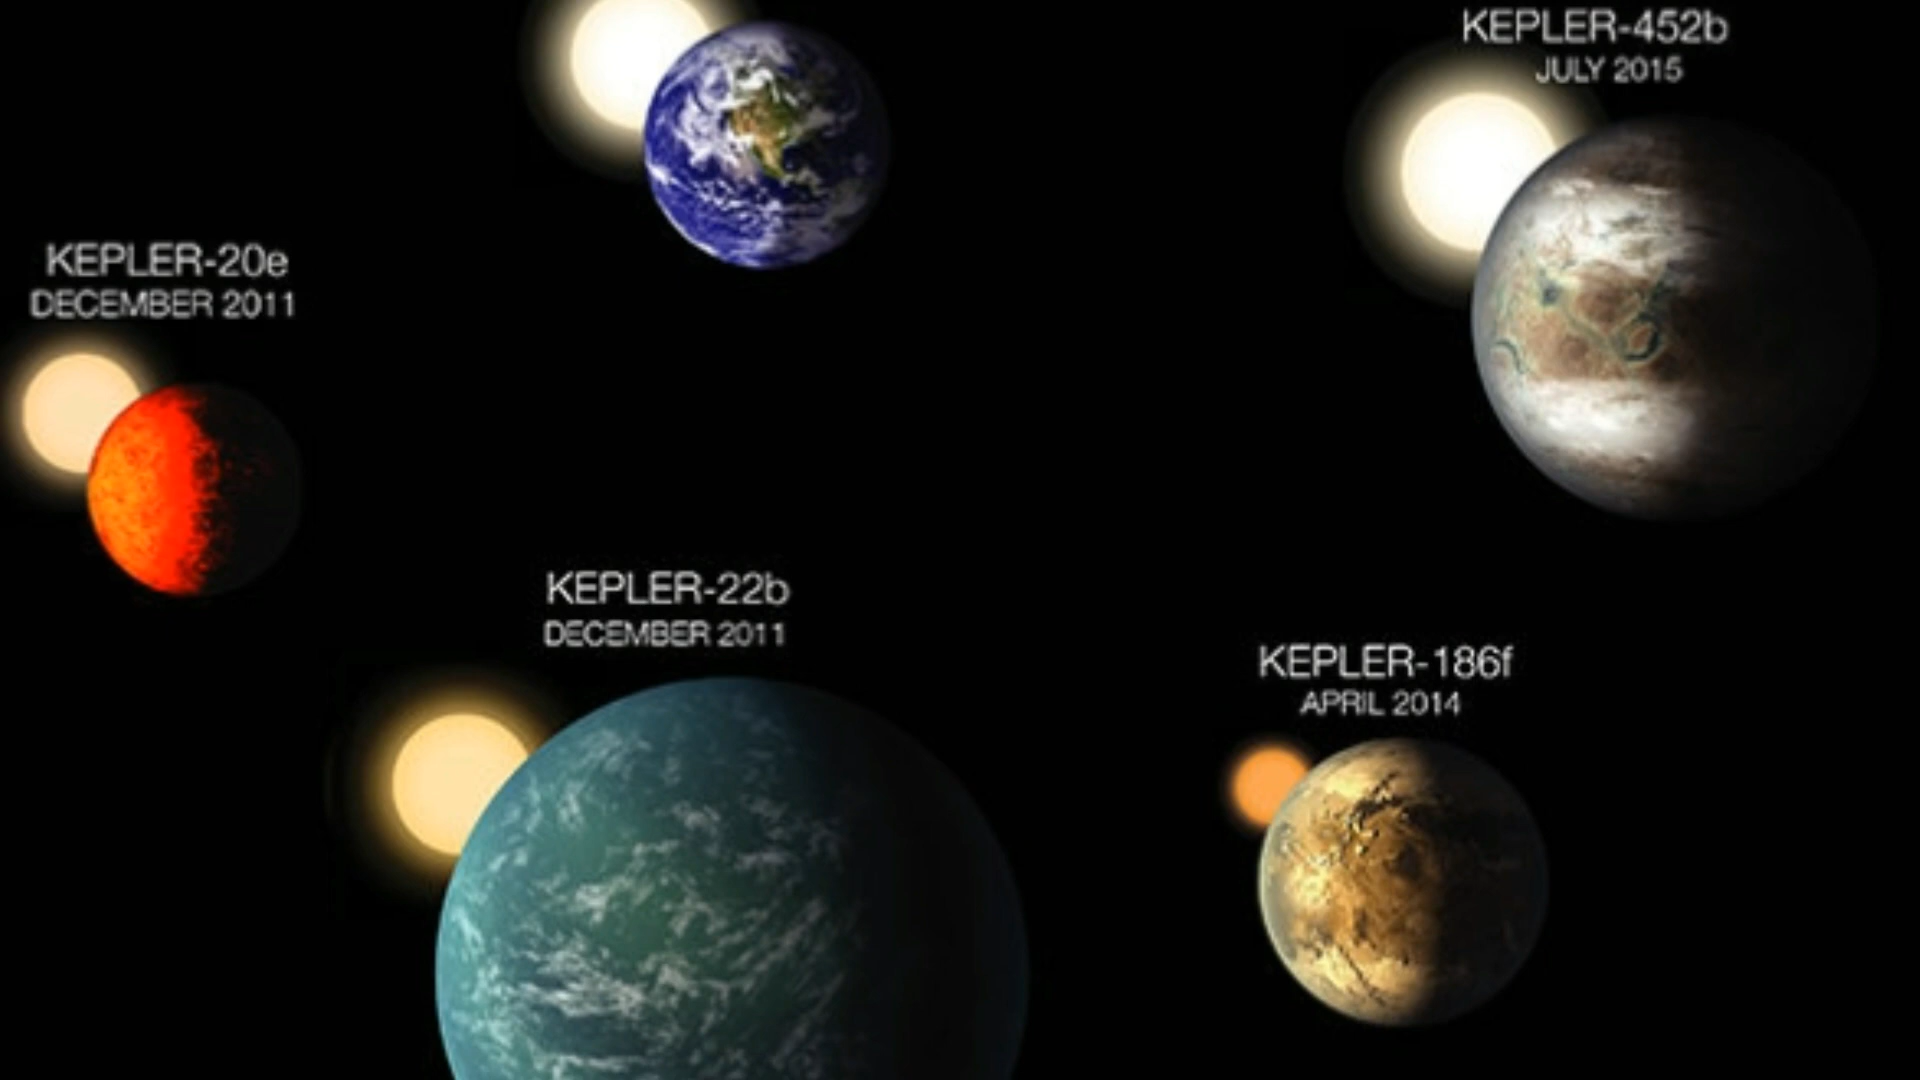 KEPLER-452b
JULY 2015
KEPLER-20e
DECEMBER 2011
KEPLER-22b
DECEMBER 2011
KEPLER-186f
APRIL 2014